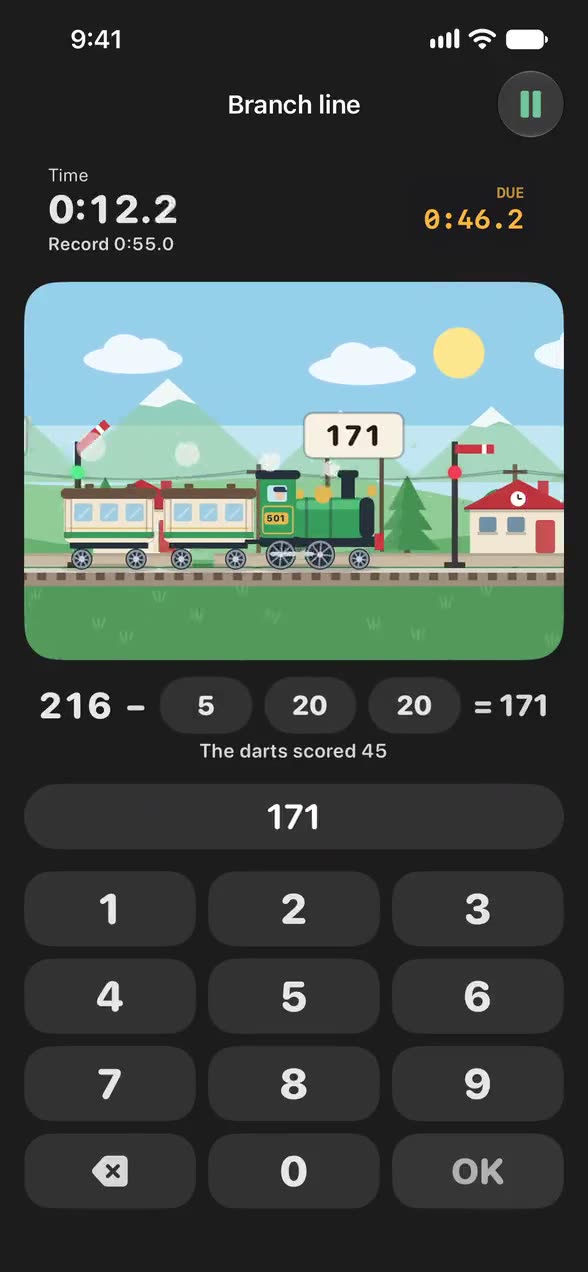 9:41
Branch line
Time
0:12.2
Record 0:55.0
DUE
0:46.2
171
501
216 – 5 20 20 = 171
The darts scored 45
171
1 2 3
4 5 6
7 8 9
0 OK